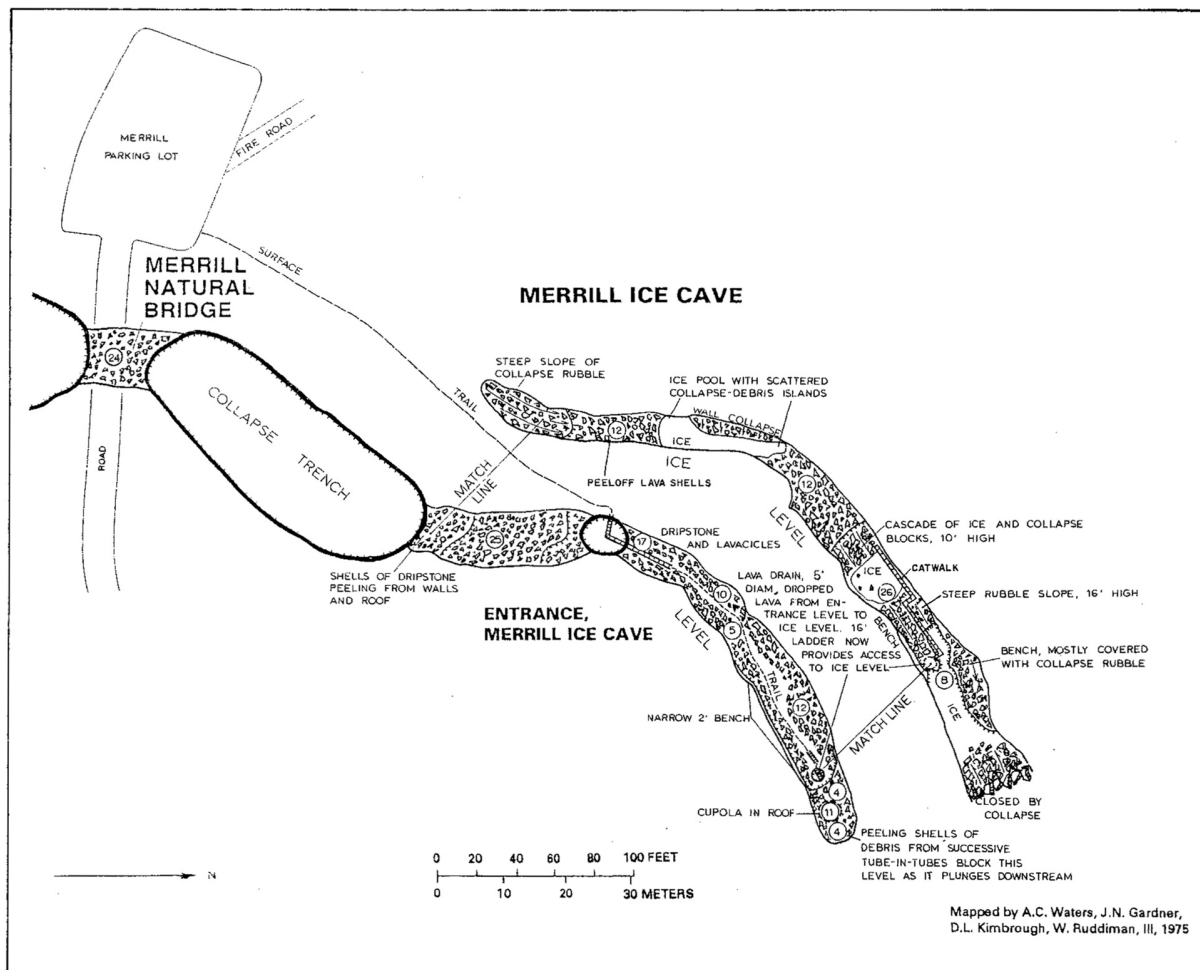 MERRILL
PARKING LOT
FIRE ROAD
SURFACE
TRAIL
MERRILL
NATURAL
BRIDGE
24
ROAD
COLLAPSE
TRENCH
MERRILL ICE CAVE
STEEP SLOPE OF
COLLAPSE RUBBLE
ICE POOL WITH SCATTERED
COLLAPSE-DEBRIS ISLANDS
WALL COLLAPSE
12
ICE
ICE
LEVEL
PEELOFF LAVA SHELLS
MATCH
LINE
12
CASCADE OF ICE AND COLLAPSE
BLOCKS, 10' HIGH
CATWALK
ICE
26
STEEP RUBBLE SLOPE, 16' HIGH
BENCH
BENCH, MOSTLY COVERED
WITH COLLAPSE RUBBLE
8
ICE
CLOSED BY
COLLAPSE
25
SHELLS OF DRIPSTONE
PEELING FROM WALLS
AND ROOF
17
DRIPSTONE
AND LAVACICLES
ENTRANCE,
MERRILL ICE CAVE
LEVEL
10
5
LAVA DRAIN, 5'
DIAM, DROPPED
LAVA FROM EN-
TRANCE LEVEL TO
ICE LEVEL. 16'
LADDER NOW
PROVIDES ACCESS
TO ICE LEVEL
TRAIL
12
NARROW 2' BENCH
MATCH LINE
4
11
4
CUPOLA IN ROOF
PEELING SHELLS OF
DEBRIS FROM SUCCESSIVE
TUBE-IN-TUBES BLOCK THIS
LEVEL AS IT PLUNGES DOWNSTREAM
N
0 20 40 60 80 100 FEET
0 10 20 30 METERS
Mapped by A.C. Waters, J.N. Gardner,
D.L. Kimbrough, W. Ruddiman, III, 1975